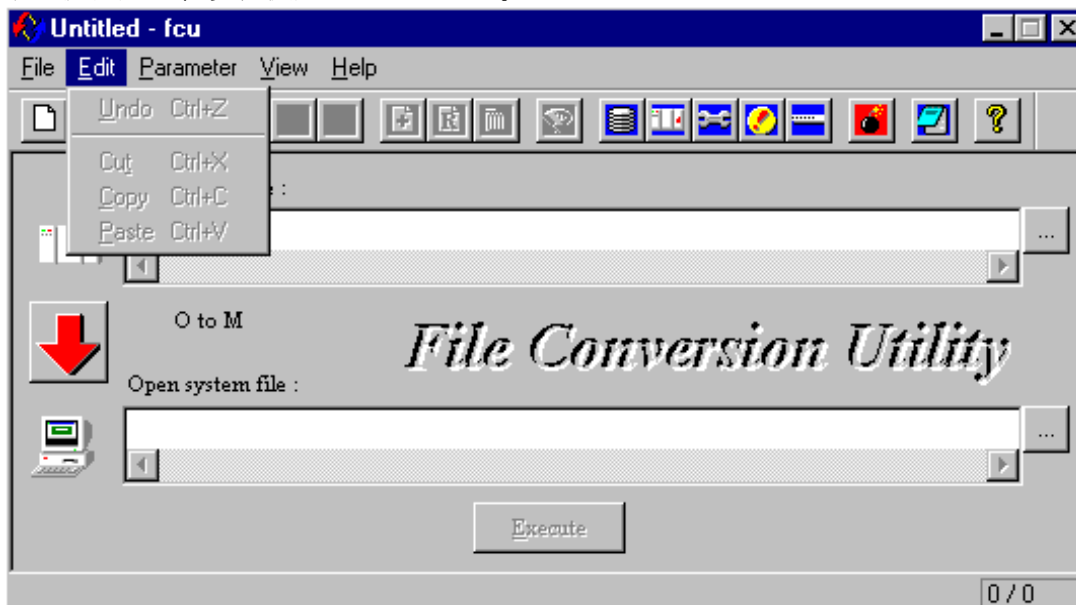 Untitled - fcu
File Edit Parameter View Help
Undo Ctrl+Z
Cut Ctrl+X
Copy Ctrl+C
Paste Ctrl+V
:
...
O to M
File Conversion Utility
Open system file :
...
Execute
0 / 0